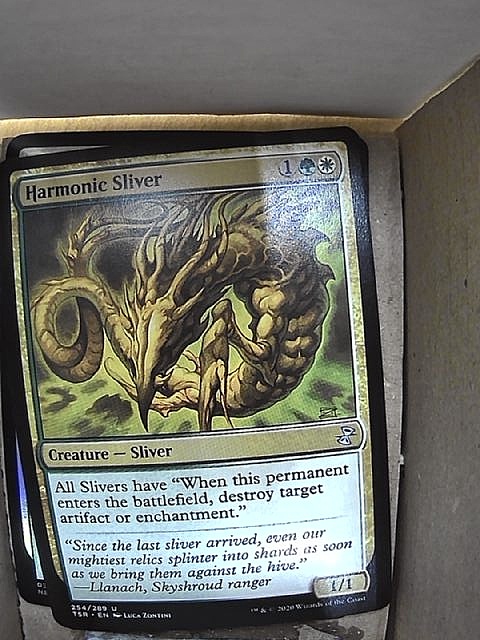 Harmonic Sliver 1
Creature — Sliver
All Slivers have “When this permanent
enters the battlefield, destroy target
artifact or enchantment.”
“Since the last sliver arrived, even our
mightiest relics splinter into shards as soon
as we bring them against the hive.”
—Llanach, Skyshroud ranger
1/1
254/289 U
TSR • EN Luca Zontini
™ & © 2020 Wizards of the Coast